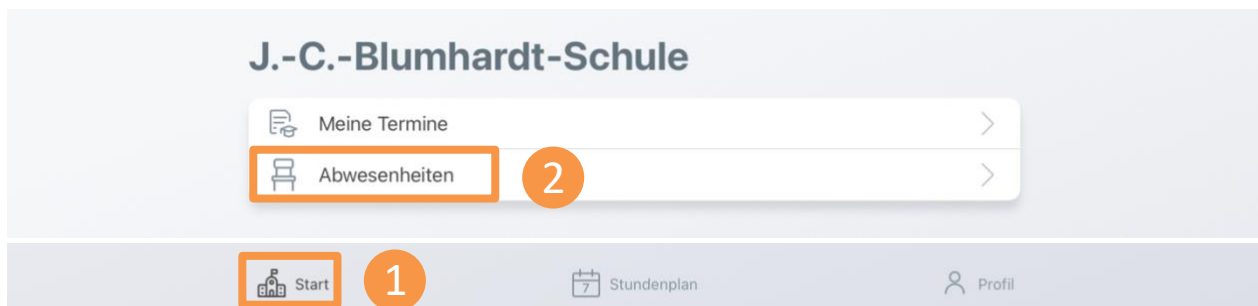 J.-C.-Blumhardt-Schule
Meine Termine
Abwesenheiten 2
Start 1 7 Stundenplan Profil